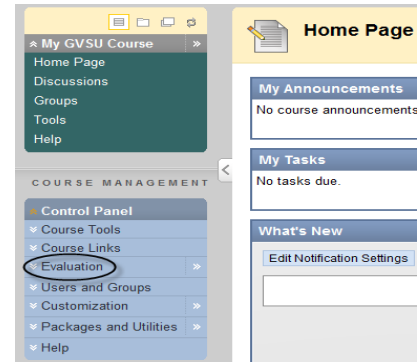 My GVSU Course
Home Page
Discussions
Groups
Tools
Help
COURSE MANAGEMENT
Control Panel
Course Tools
Course Links
Evaluation
Users and Groups
Customization
Packages and Utilities
Help
Home Page
My Announcements
No course announcements
My Tasks
No tasks due.
What's New
Edit Notification Settings